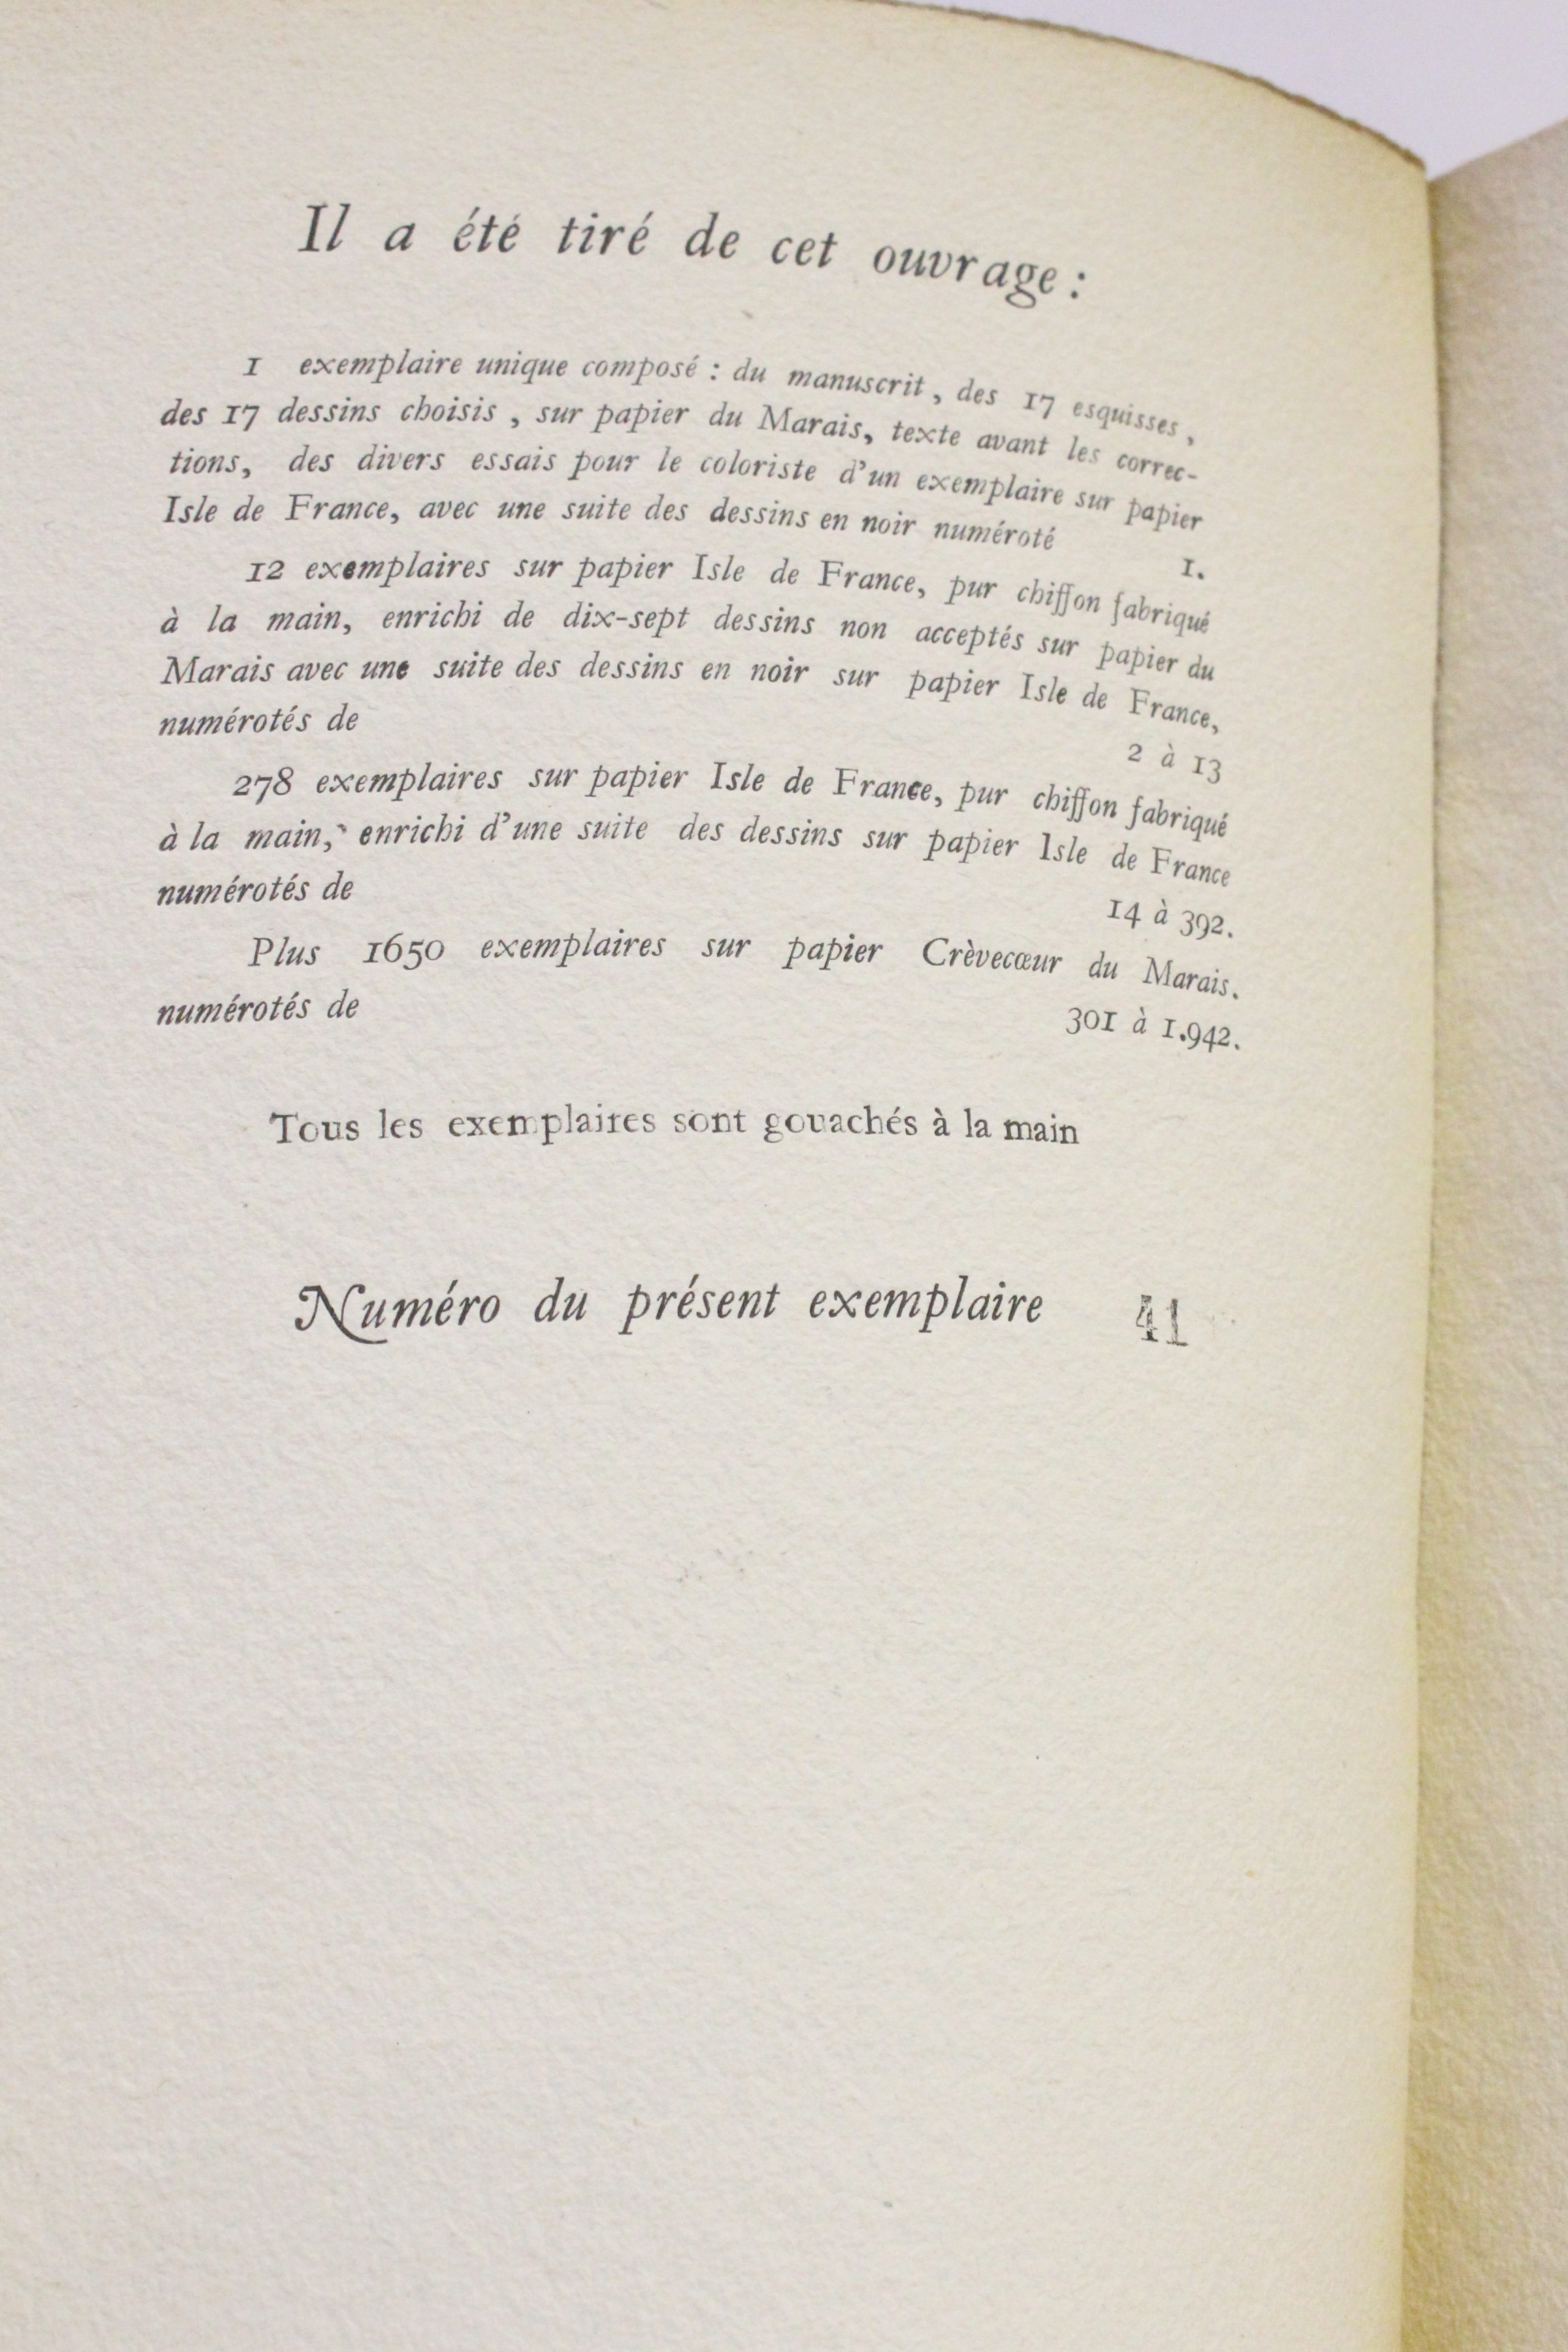 Il a été tiré de cet ouvrage :
1 exemplaire unique composé : du manuscrit, des 17 esquisses,
des 17 dessins choisis, sur papier du Marais, texte avant les correc-
tions, des divers essais pour le coloriste d'un exemplaire sur papier
Isle de France, avec une suite des dessins en noir numéroté 1.
12 exemplaires sur papier Isle de France, pur chiffon fabriqué
à la main, enrichi de dix-sept dessins non acceptés sur papier du
Marais avec une suite des dessins en noir sur papier Isle de France,
numérotés de 2 à 13
278 exemplaires sur papier Isle de France, pur chiffon fabriqué
à la main, enrichi d'une suite des dessins sur papier Isle de France
numérotés de 14 à 392.
Plus 1650 exemplaires sur papier Crèvecœur du Marais.
numérotés de 301 à 1.942.
Tous les exemplaires sont gouachés à la main
Numéro du présent exemplaire 41